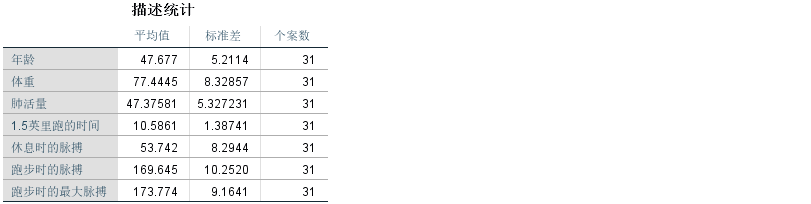 描述统计
平均值 标准差 个案数
年龄 47.677 5.2114 31
体重 77.4445 8.32857 31
肺活量 47.37581 5.327231 31
1.5英里跑的时间 10.5861 1.38741 31
休息时的脉搏 53.742 8.2944 31
跑步时的脉搏 169.645 10.2520 31
跑步时的最大脉搏 173.774 9.1641 31